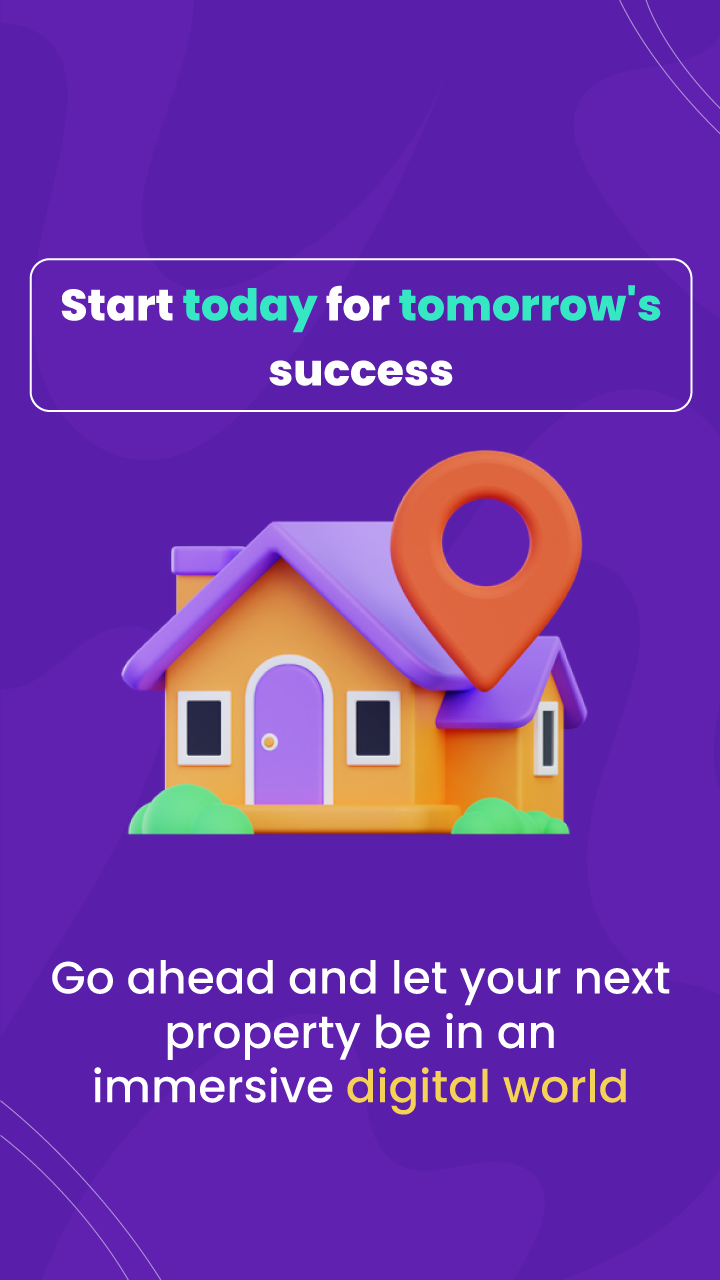 Start today for tomorrow's
success
Go ahead and let your next
property be in an
immersive digital world